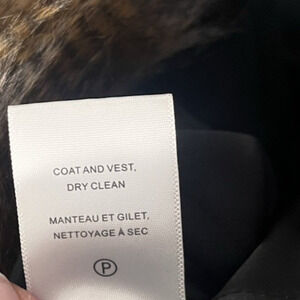 COAT AND VEST,
DRY CLEAN
MANTEAU ET GILET,
NETTOYAGE À SEC
P